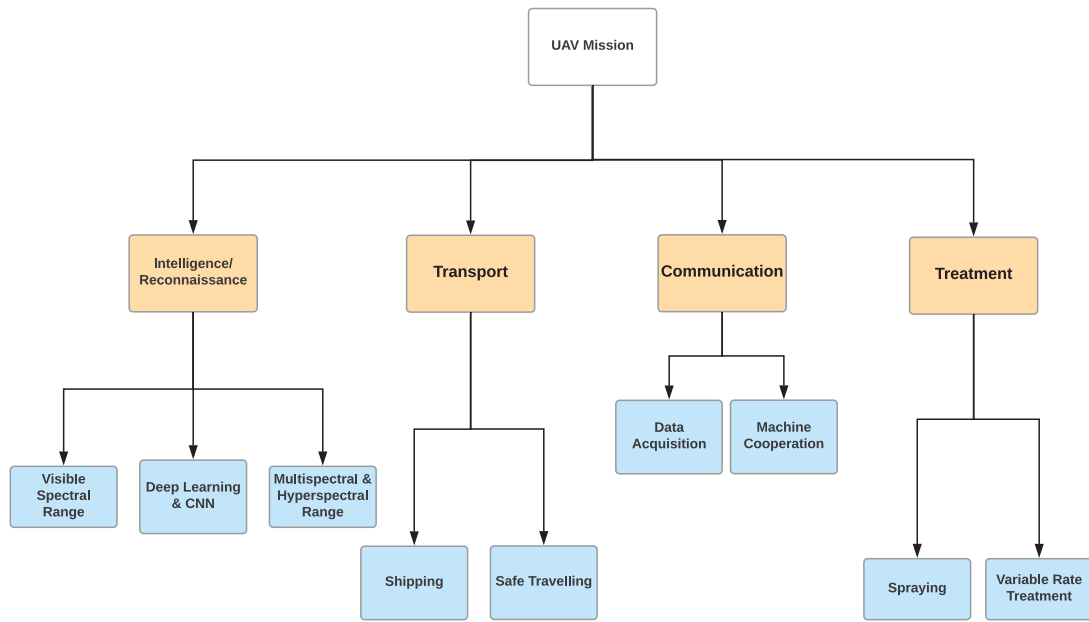 UAV Mission
Intelligence/
Reconnaissance
Transport
Communication
Treatment
Visible
Spectral
Range
Deep Learning
& CNN
Multispectral &
Hyperspectral
Range
Data
Acquisition
Machine
Cooperation
Shipping
Safe Travelling
Spraying
Variable Rate
Treatment